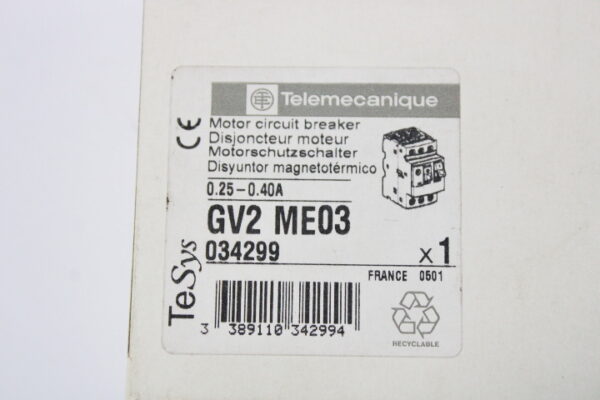 Telemecanique
CE
Motor circuit breaker
Disjoncteur moteur
Motorschutzschalter
Disyuntor magnetotérmico
0.25-0.40A
GV2 ME03
034299
x1
TeSys
FRANCE 0501
3 389110 342994
RECYCLABLE